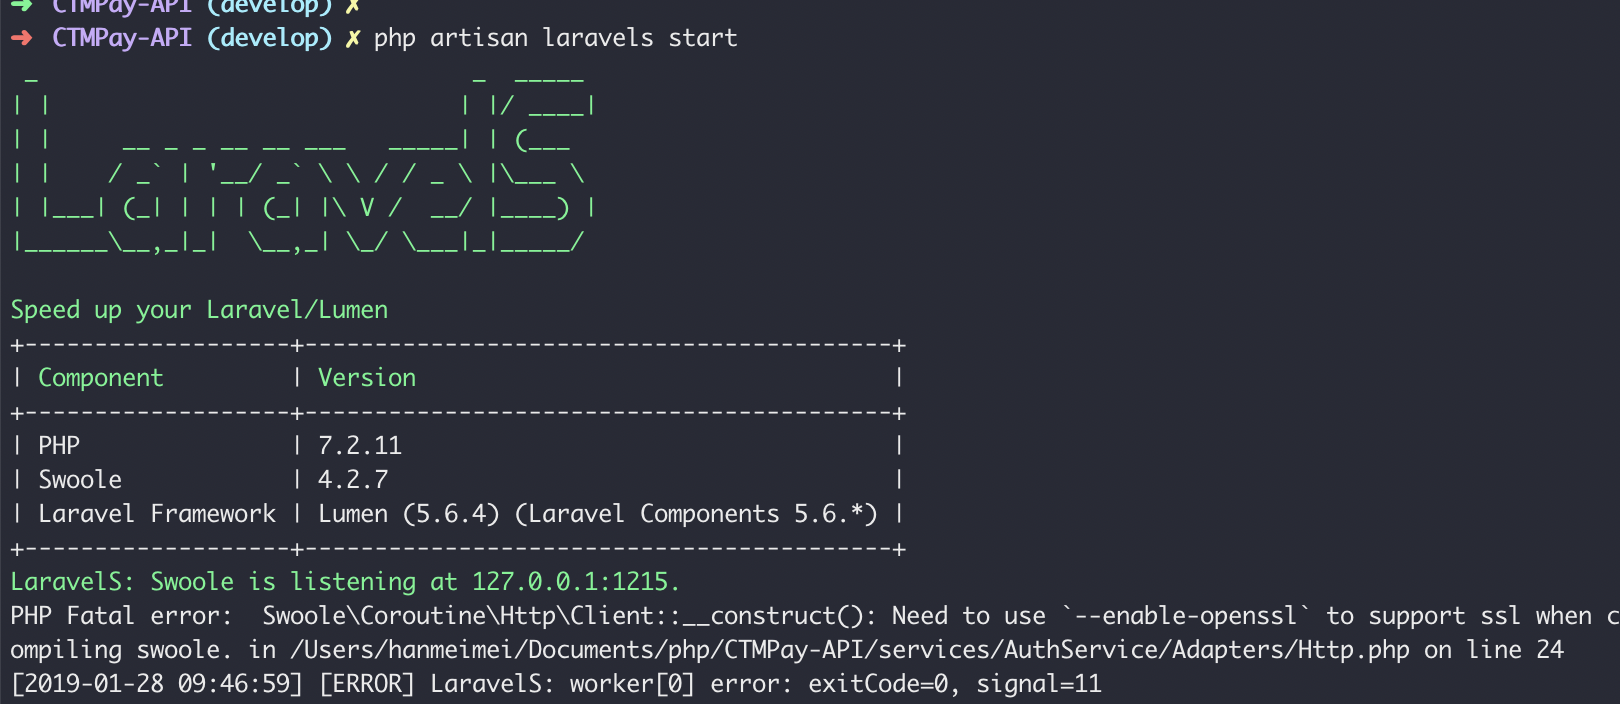 ➜ CTMPay-API (develop) ✗
➜ CTMPay-API (develop) ✗ php artisan laravels start
 _                               _  _____
| |                             | |/ ____|
| |     __ _ _ __ __ ___   _____| | (___
| |    / _` | '__/ _` \ \ / / _ \ |\___ \
| |___| (_| | | | (_| |\ V /  __/ |____) |
|______\__,_|_|  \__,_| \_/ \___|_|_____/
Speed up your Laravel/Lumen
+-------------------+------------------------------------------+
| Component         | Version                                  |
+-------------------+------------------------------------------+
| PHP               | 7.2.11                                   |
| Swoole            | 4.2.7                                    |
| Laravel Framework | Lumen (5.6.4) (Laravel Components 5.6.*) |
+-------------------+------------------------------------------+
LaravelS: Swoole is listening at 127.0.0.1:1215.
PHP Fatal error:  Swoole\Coroutine\Http\Client::__construct(): Need to use `--enable-openssl` to support ssl when c
ompiling swoole. in /Users/hanmeimei/Documents/php/CTMPay-API/services/AuthService/Adapters/Http.php on line 24
[2019-01-28 09:46:59] [ERROR] LaravelS: worker[0] error: exitCode=0, signal=11